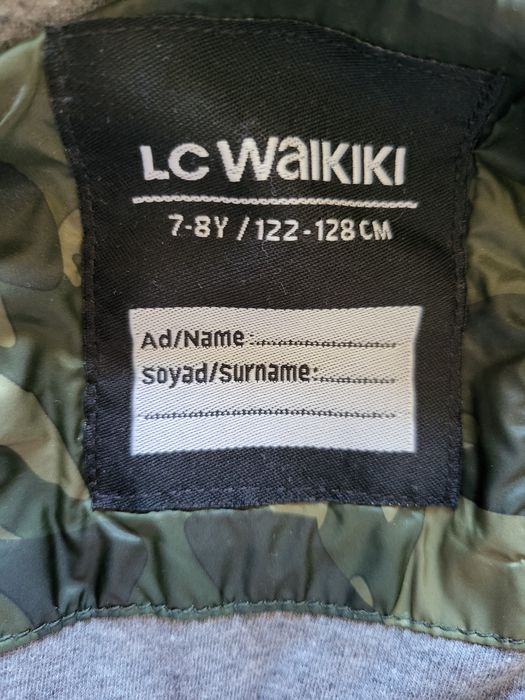 LC WAIKIKI
7-8Y / 122-128 CM
Ad/Name:
Soyad/Surname: